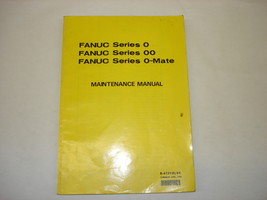 FANUC Series 0
FANUC Series 00
FANUC Series 0-Mate
MAINTENANCE MANUAL